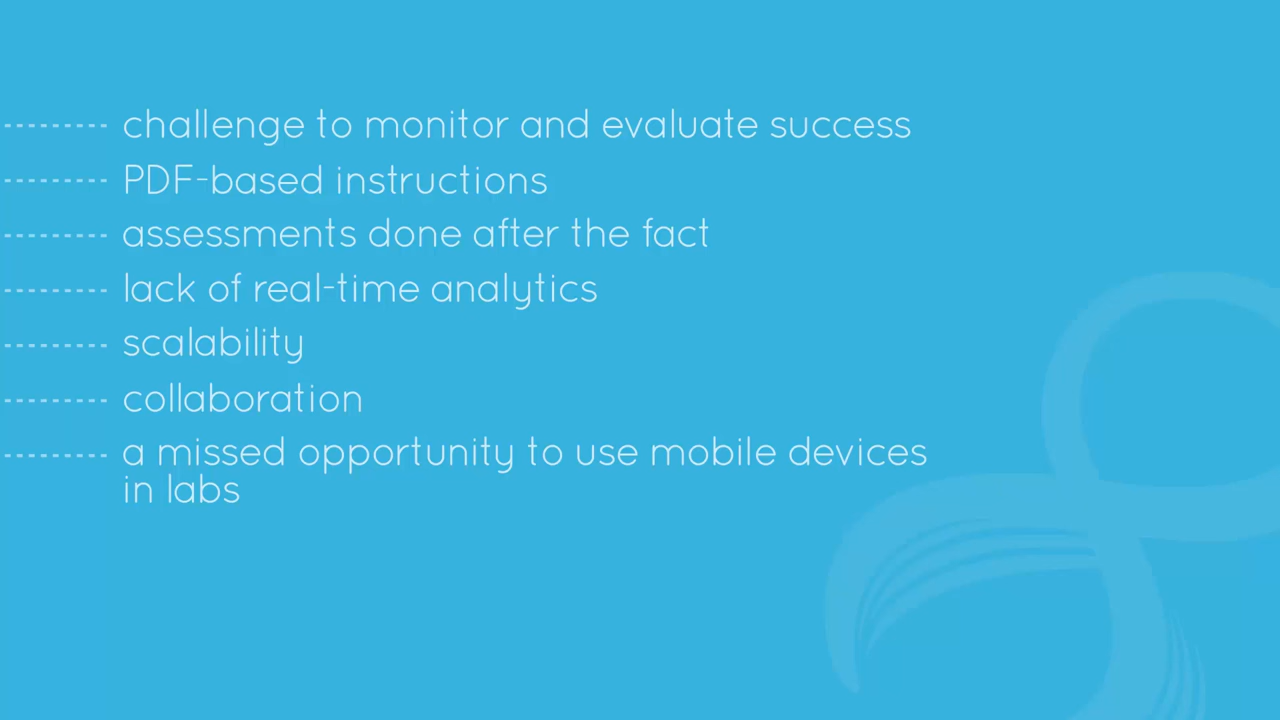 challenge to monitor and evaluate success
PDF-based instructions
assessments done after the fact
lack of real-time analytics
scalability
collaboration
a missed opportunity to use mobile devices
in labs